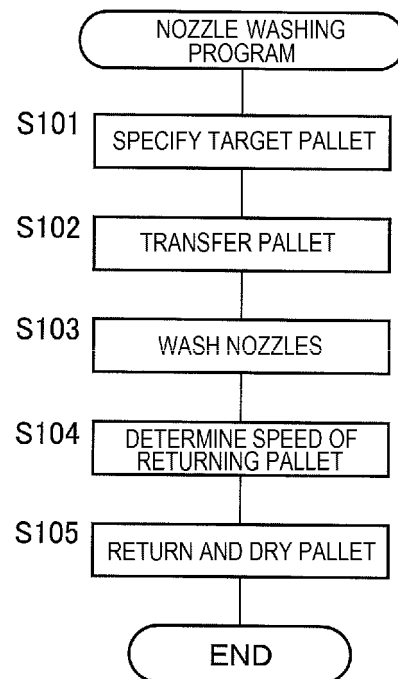 NOZZLE WASHING
PROGRAM
S101
SPECIFY TARGET PALLET
S102
TRANSFER PALLET
S103
WASH NOZZLES
S104
DETERMINE SPEED OF
RETURNING PALLET
S105
RETURN AND DRY PALLET
END